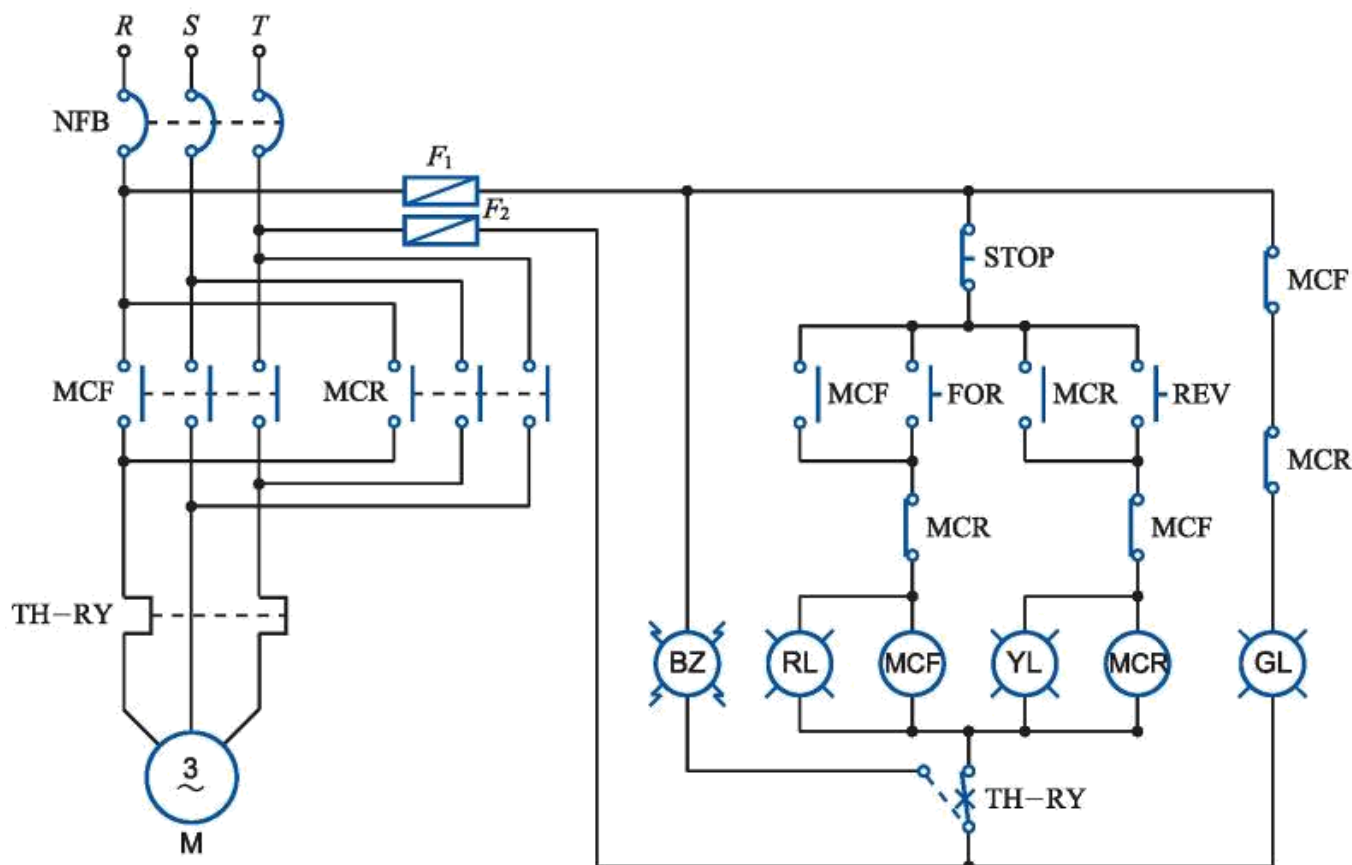 R S T
NFB
F1
F2
STOP
MCF
MCF
MCR
MCF
FOR
MCR
REV
MCR
MCR
MCF
TH-RY
BZ
RL
MCF
YL
MCR
GL
3
~
M
TH-RY